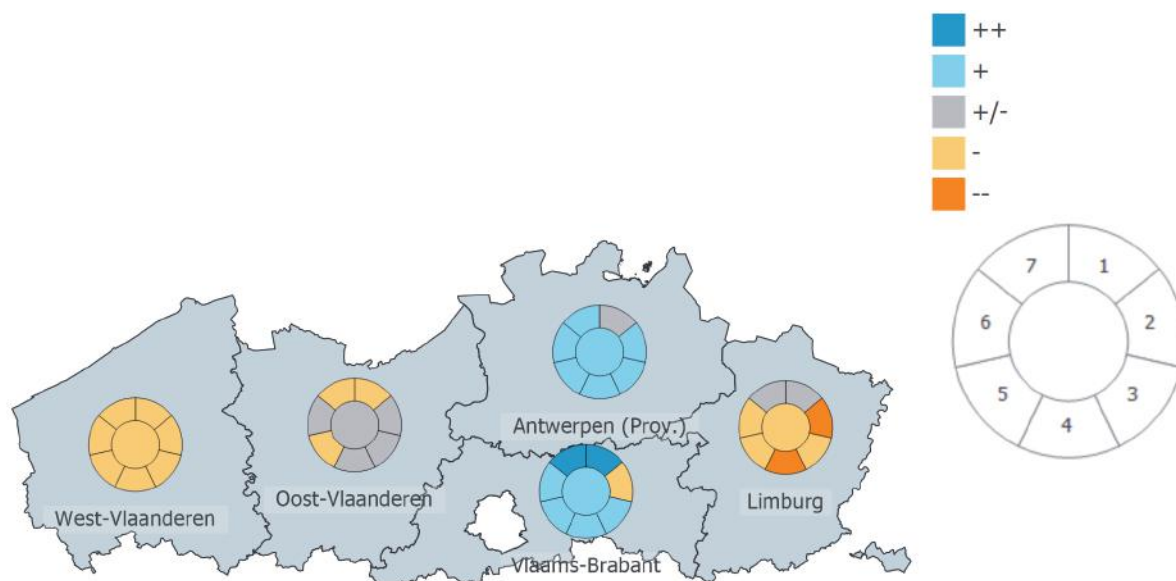 ++
+
+/-
-
--
7 1
6 2
5 3
4
Antwerpen (Prov.)
Oost-Vlaanderen
Limburg
West-Vlaanderen
Vlaams-Brabant